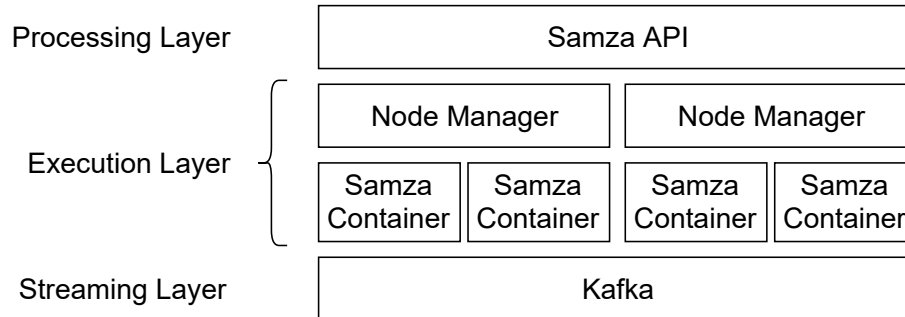 Processing Layer
Samza API
Node Manager
Node Manager
Execution Layer
Samza
Container
Samza
Container
Samza
Container
Samza
Container
Streaming Layer
Kafka